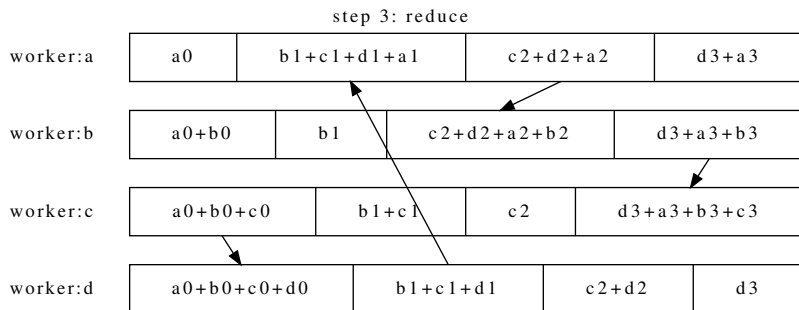 step 3: reduce
worker:a a0 b1+c1+d1+a1 c2+d2+a2 d3+a3
worker:b a0+b0 b1 c2+d2+a2+b2 d3+a3+b3
worker:c a0+b0+c0 b1+c1 c2 d3+a3+b3+c3
worker:d a0+b0+c0+d0 b1+c1+d1 c2+d2 d3